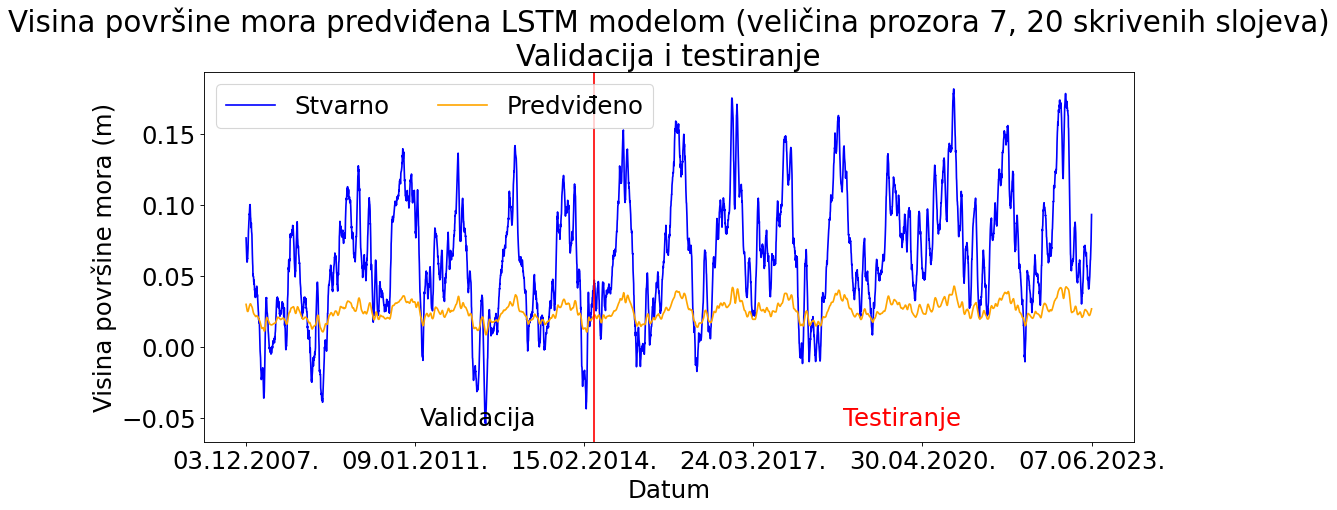 Visina površine mora predviđena LSTM modelom (veličina prozora 7, 20 skrivenih slojeva)
Validacija i testiranje
Stvarno
Predviđeno
Visina površine mora (m)
0.15
0.10
0.05
0.00
−0.05
Validacija
Testiranje
03.12.2007.
09.01.2011.
15.02.2014.
24.03.2017.
30.04.2020.
07.06.2023.
Datum